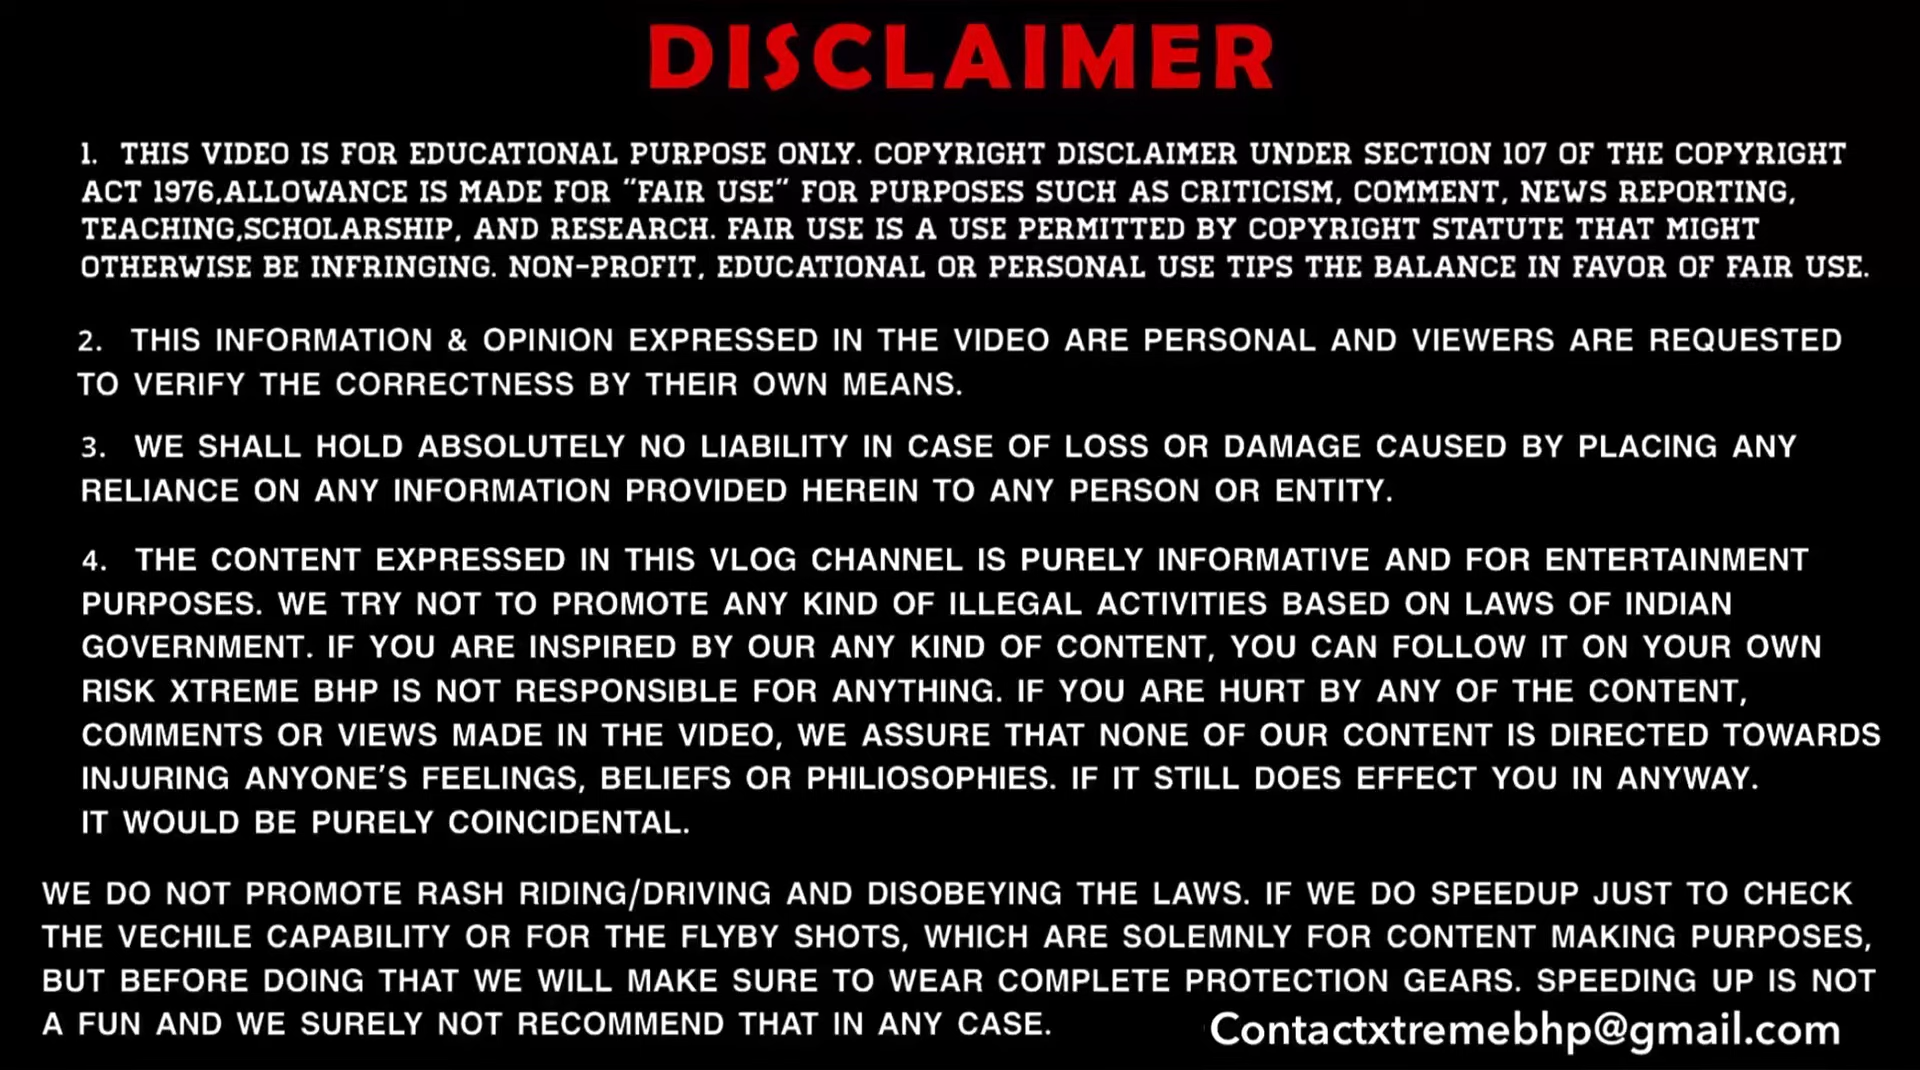 DISCLAIMER
1. THIS VIDEO IS FOR EDUCATIONAL PURPOSE ONLY. COPYRIGHT DISCLAIMER UNDER SECTION 107 OF THE COPYRIGHT
ACT 1976,ALLOWANCE IS MADE FOR "FAIR USE" FOR PURPOSES SUCH AS CRITICISM, COMMENT, NEWS REPORTING,
TEACHING,SCHOLARSHIP, AND RESEARCH. FAIR USE IS A USE PERMITTED BY COPYRIGHT STATUTE THAT MIGHT
OTHERWISE BE INFRINGING. NON-PROFIT, EDUCATIONAL OR PERSONAL USE TIPS THE BALANCE IN FAVOR OF FAIR USE.
2. THIS INFORMATION & OPINION EXPRESSED IN THE VIDEO ARE PERSONAL AND VIEWERS ARE REQUESTED
TO VERIFY THE CORRECTNESS BY THEIR OWN MEANS.
3. WE SHALL HOLD ABSOLUTELY NO LIABILITY IN CASE OF LOSS OR DAMAGE CAUSED BY PLACING ANY
RELIANCE ON ANY INFORMATION PROVIDED HEREIN TO ANY PERSON OR ENTITY.
4. THE CONTENT EXPRESSED IN THIS VLOG CHANNEL IS PURELY INFORMATIVE AND FOR ENTERTAINMENT
PURPOSES. WE TRY NOT TO PROMOTE ANY KIND OF ILLEGAL ACTIVITIES BASED ON LAWS OF INDIAN
GOVERNMENT. IF YOU ARE INSPIRED BY OUR ANY KIND OF CONTENT, YOU CAN FOLLOW IT ON YOUR OWN
RISK XTREME BHP IS NOT RESPONSIBLE FOR ANYTHING. IF YOU ARE HURT BY ANY OF THE CONTENT,
COMMENTS OR VIEWS MADE IN THE VIDEO, WE ASSURE THAT NONE OF OUR CONTENT IS DIRECTED TOWARDS
INJURING ANYONE'S FEELINGS, BELIEFS OR PHILIOSOPHIES. IF IT STILL DOES EFFECT YOU IN ANYWAY.
IT WOULD BE PURELY COINCIDENTAL.
WE DO NOT PROMOTE RASH RIDING/DRIVING AND DISOBEYING THE LAWS. IF WE DO SPEEDUP JUST TO CHECK
THE VECHILE CAPABILITY OR FOR THE FLYBY SHOTS, WHICH ARE SOLEMNLY FOR CONTENT MAKING PURPOSES,
BUT BEFORE DOING THAT WE WILL MAKE SURE TO WEAR COMPLETE PROTECTION GEARS. SPEEDING UP IS NOT
A FUN AND WE SURELY NOT RECOMMEND THAT IN ANY CASE.
Contactxtremebhp@gmail.com